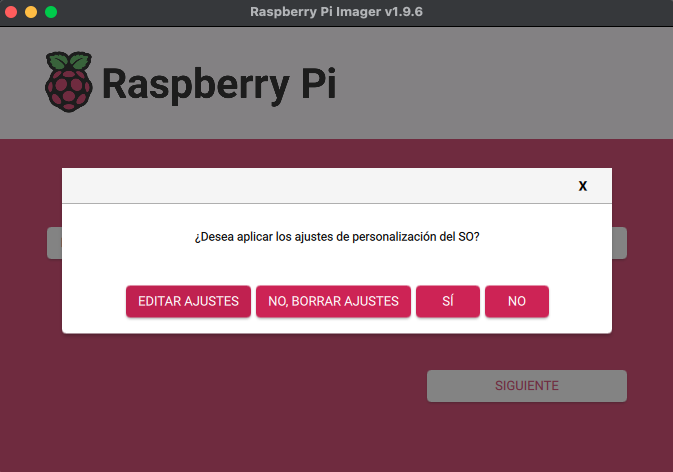 Raspberry Pi Imager v1.9.6
Raspberry Pi
X
¿Desea aplicar los ajustes de personalización del SO?
EDITAR AJUSTES NO, BORRAR AJUSTES SÍ NO
SIGUIENTE